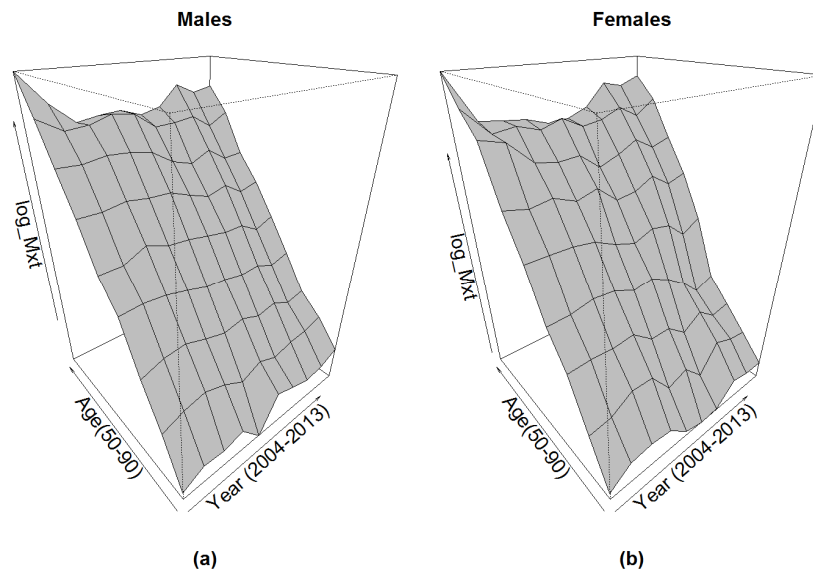 Males
Females
log_Mxt
Age(50-90)
Year (2004-2013)
log_Mxt
Age(50-90)
Year (2004-2013)
(a)
(b)